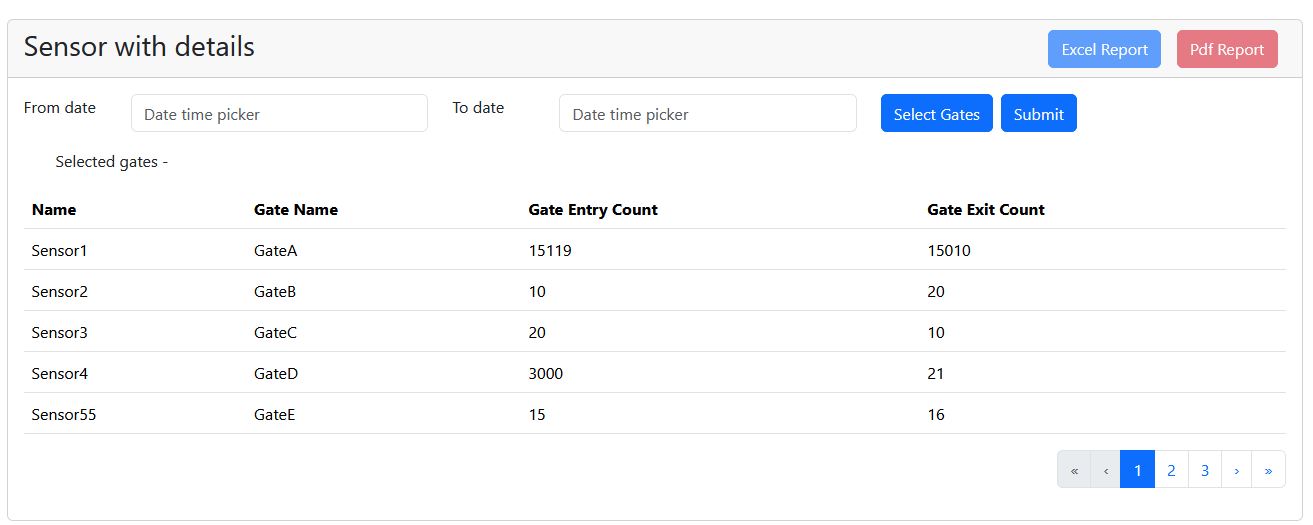 Sensor with details Excel Report Pdf Report
From date Date time picker To date Date time picker Select Gates Submit
Selected gates -
Name Gate Name Gate Entry Count Gate Exit Count
Sensor1 GateA 15119 15010
Sensor2 GateB 10 20
Sensor3 GateC 20 10
Sensor4 GateD 3000 21
Sensor55 GateE 15 16
« ‹ 1 2 3 › »